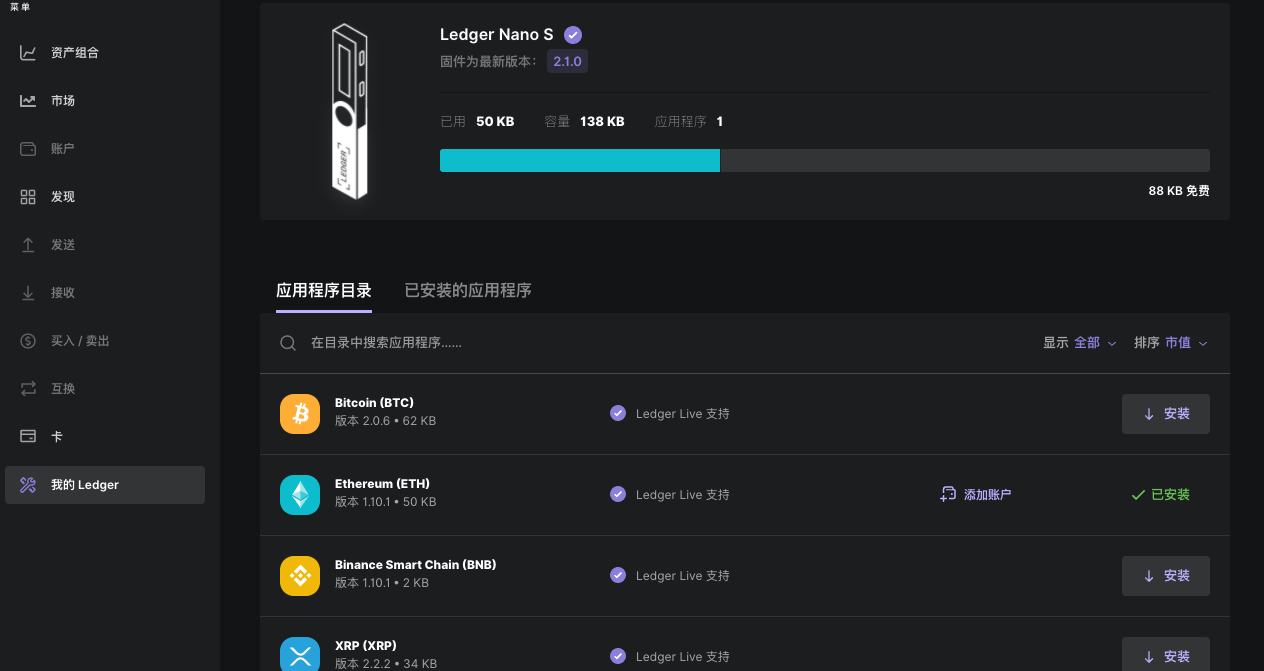 菜单
资产组合
市场
账户
发现
发送
接收
买入 / 卖出
互换
卡
我的 Ledger
LEDGER
Ledger Nano S
固件为最新版本： 2.1.0
已用 50 KB 容量 138 KB 应用程序 1
88 KB 免费
应用程序目录 已安装的应用程序
在目录中搜索应用程序...... 显示 全部 排序 市值
Bitcoin (BTC)
版本 2.0.6 • 62 KB
Ledger Live 支持
安装
Ethereum (ETH)
版本 1.10.1 • 50 KB
Ledger Live 支持
添加账户
已安装
Binance Smart Chain (BNB)
版本 1.10.1 • 2 KB
Ledger Live 支持
安装
XRP (XRP)
版本 2.2.2 • 34 KB
Ledger Live 支持
安装